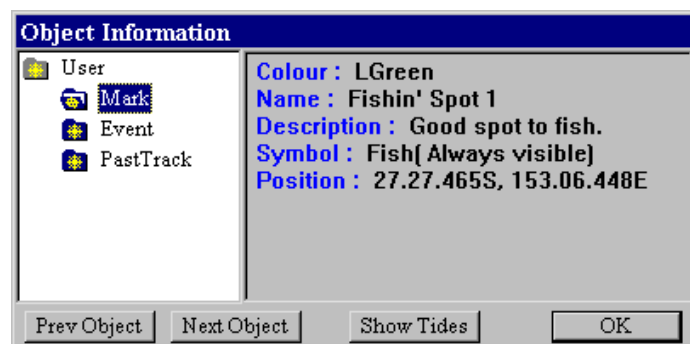 Object Information
User
Mark
Event
PastTrack
Colour : LGreen
Name : Fishin' Spot 1
Description : Good spot to fish.
Symbol : Fish( Always visible)
Position : 27.27.465S, 153.06.448E
Prev Object
Next Object
Show Tides
OK